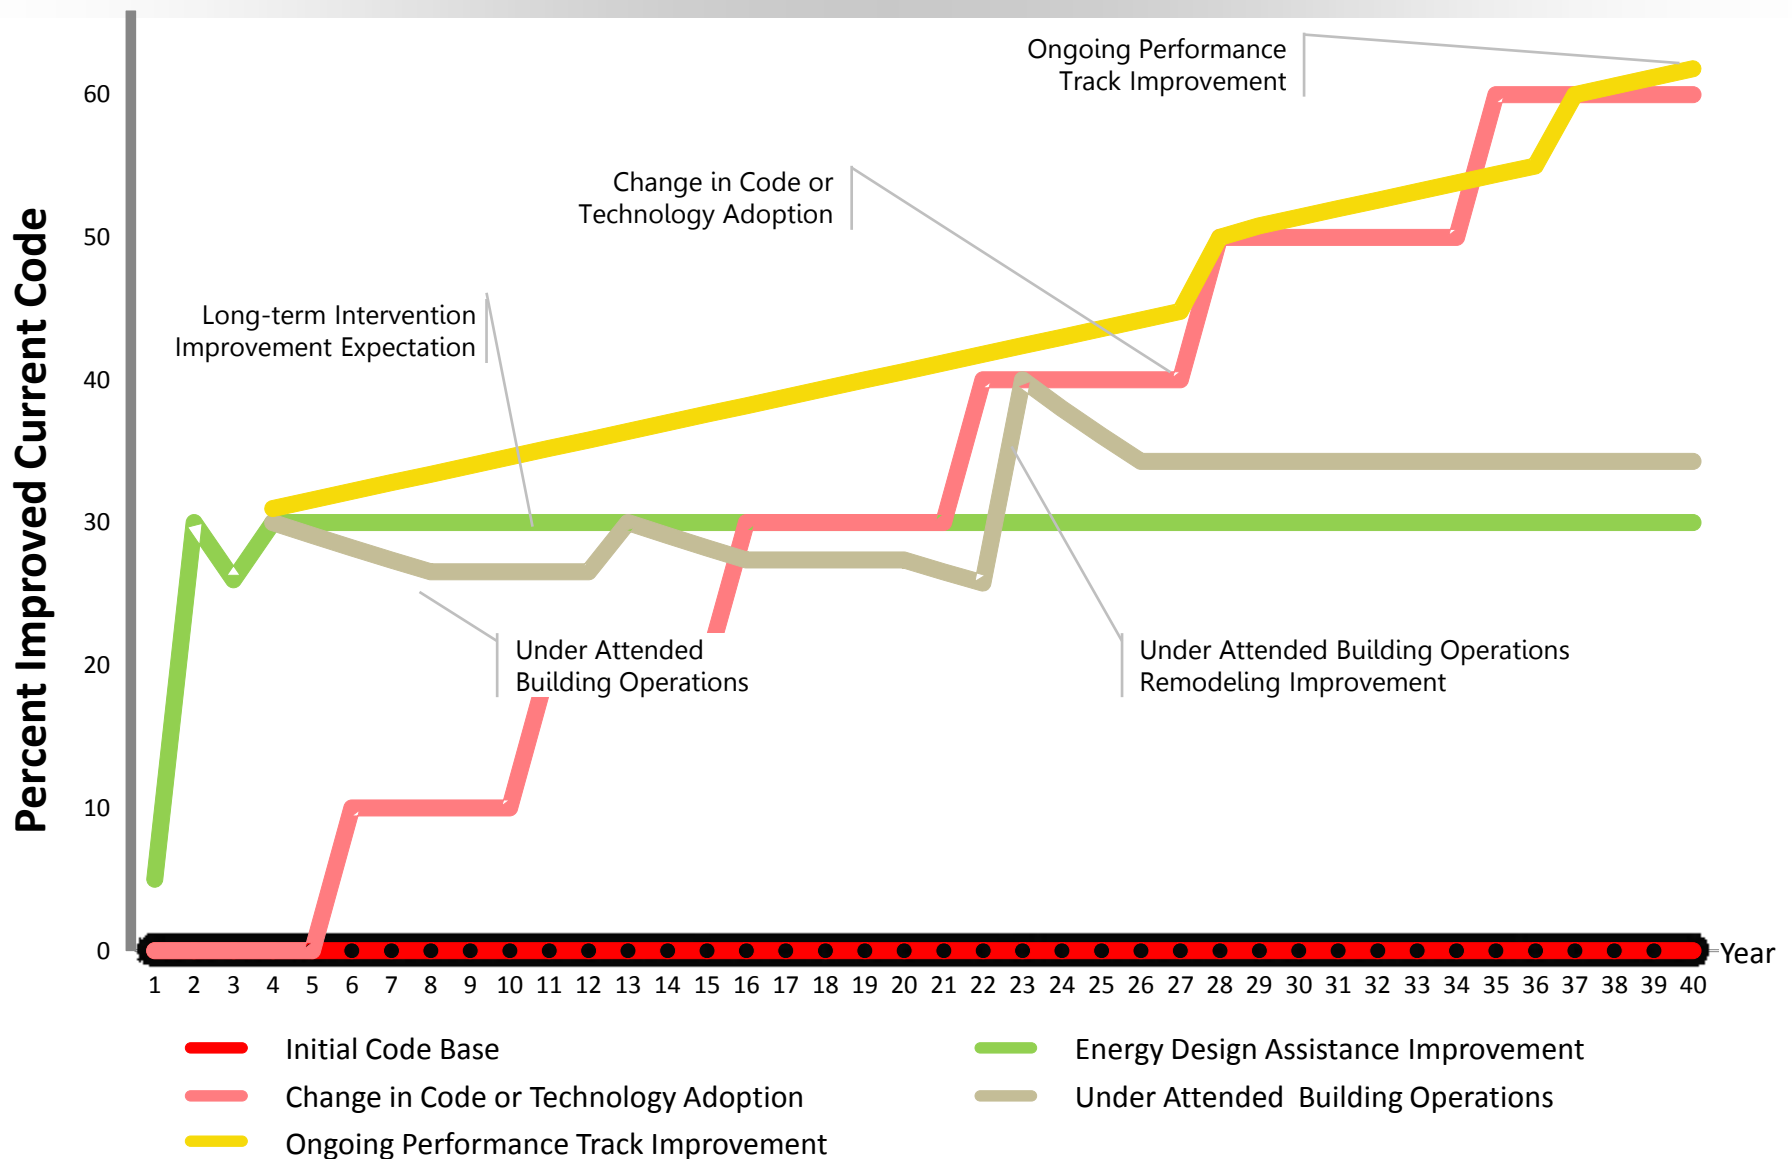 Ongoing Performance
Track Improvement
60
Change in Code or
Technology Adoption
50
Long-term Intervention
Improvement Expectation
40
30
Percent Improved Current Code
Under Attended
Building Operations
Under Attended Building Operations
Remodeling Improvement
20
10
0
Year
1 2 3 4 5 6 7 8 9 10 11 12 13 14 15 16 17 18 19 20 21 22 23 24 25 26 27 28 29 30 31 32 33 34 35 36 37 38 39 40
Initial Code Base
Energy Design Assistance Improvement
Change in Code or Technology Adoption
Under Attended  Building Operations
Ongoing Performance Track Improvement